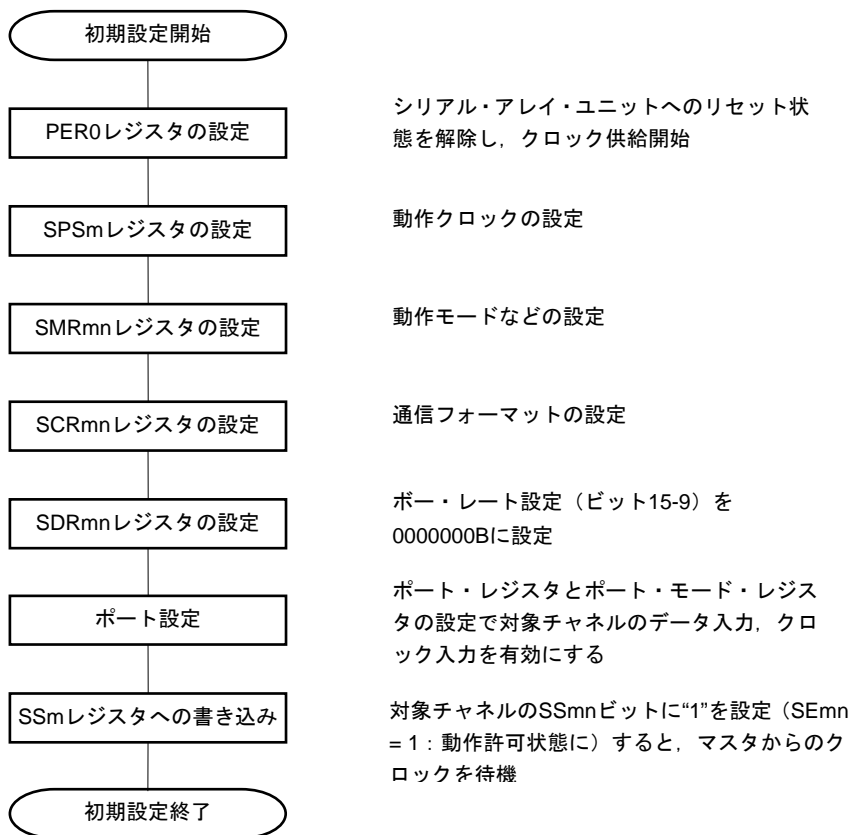 初期設定開始
PER0レジスタの設定
シリアル・アレイ・ユニットへのリセット状
態を解除し，クロック供給開始
SPSmレジスタの設定
動作クロックの設定
SMRmnレジスタの設定
動作モードなどの設定
SCRmnレジスタの設定
通信フォーマットの設定
SDRmnレジスタの設定
ボー・レート設定（ビット15-9）を
0000000Bに設定
ポート設定
ポート・レジスタとポート・モード・レジス
タの設定で対象チャネルのデータ入力，クロ
ック入力を有効にする
SSmレジスタへの書き込み
対象チャネルのSSmnビットに“1”を設定（SEmn
= 1：動作許可状態に）すると，マスタからのク
ロックを待機
初期設定終了